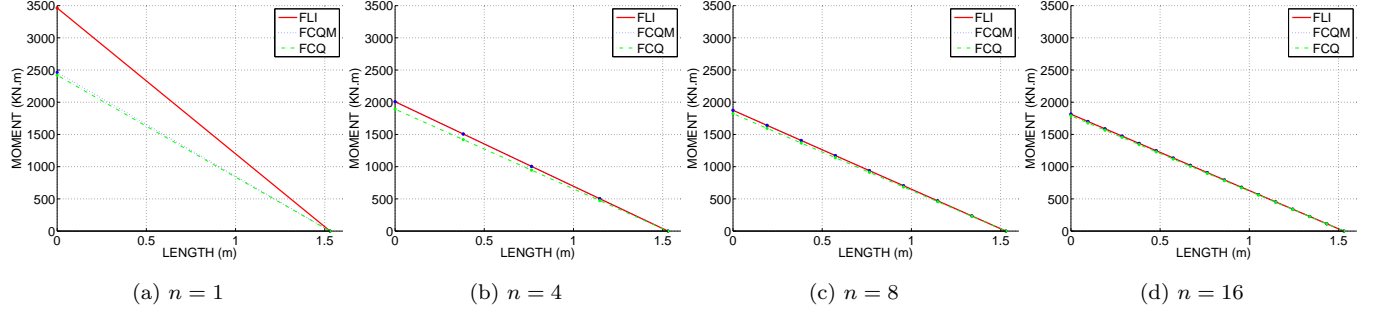 3500
3000
2500
2000
1500
1000
500
0
MOMENT (KN.m)
0 0.5 1 1.5
LENGTH (m)
FLI
FCQM
FCQ
(a) n = 1
3500
3000
2500
2000
1500
1000
500
0
MOMENT (KN.m)
0 0.5 1 1.5
LENGTH (m)
FLI
FCQM
FCQ
(b) n = 4
3500
3000
2500
2000
1500
1000
500
0
MOMENT (KN.m)
0 0.5 1 1.5
LENGTH (m)
FLI
FCQM
FCQ
(c) n = 8
3500
3000
2500
2000
1500
1000
500
0
MOMENT (KN.m)
0 0.5 1 1.5
LENGTH (m)
FLI
FCQM
FCQ
(d) n = 16